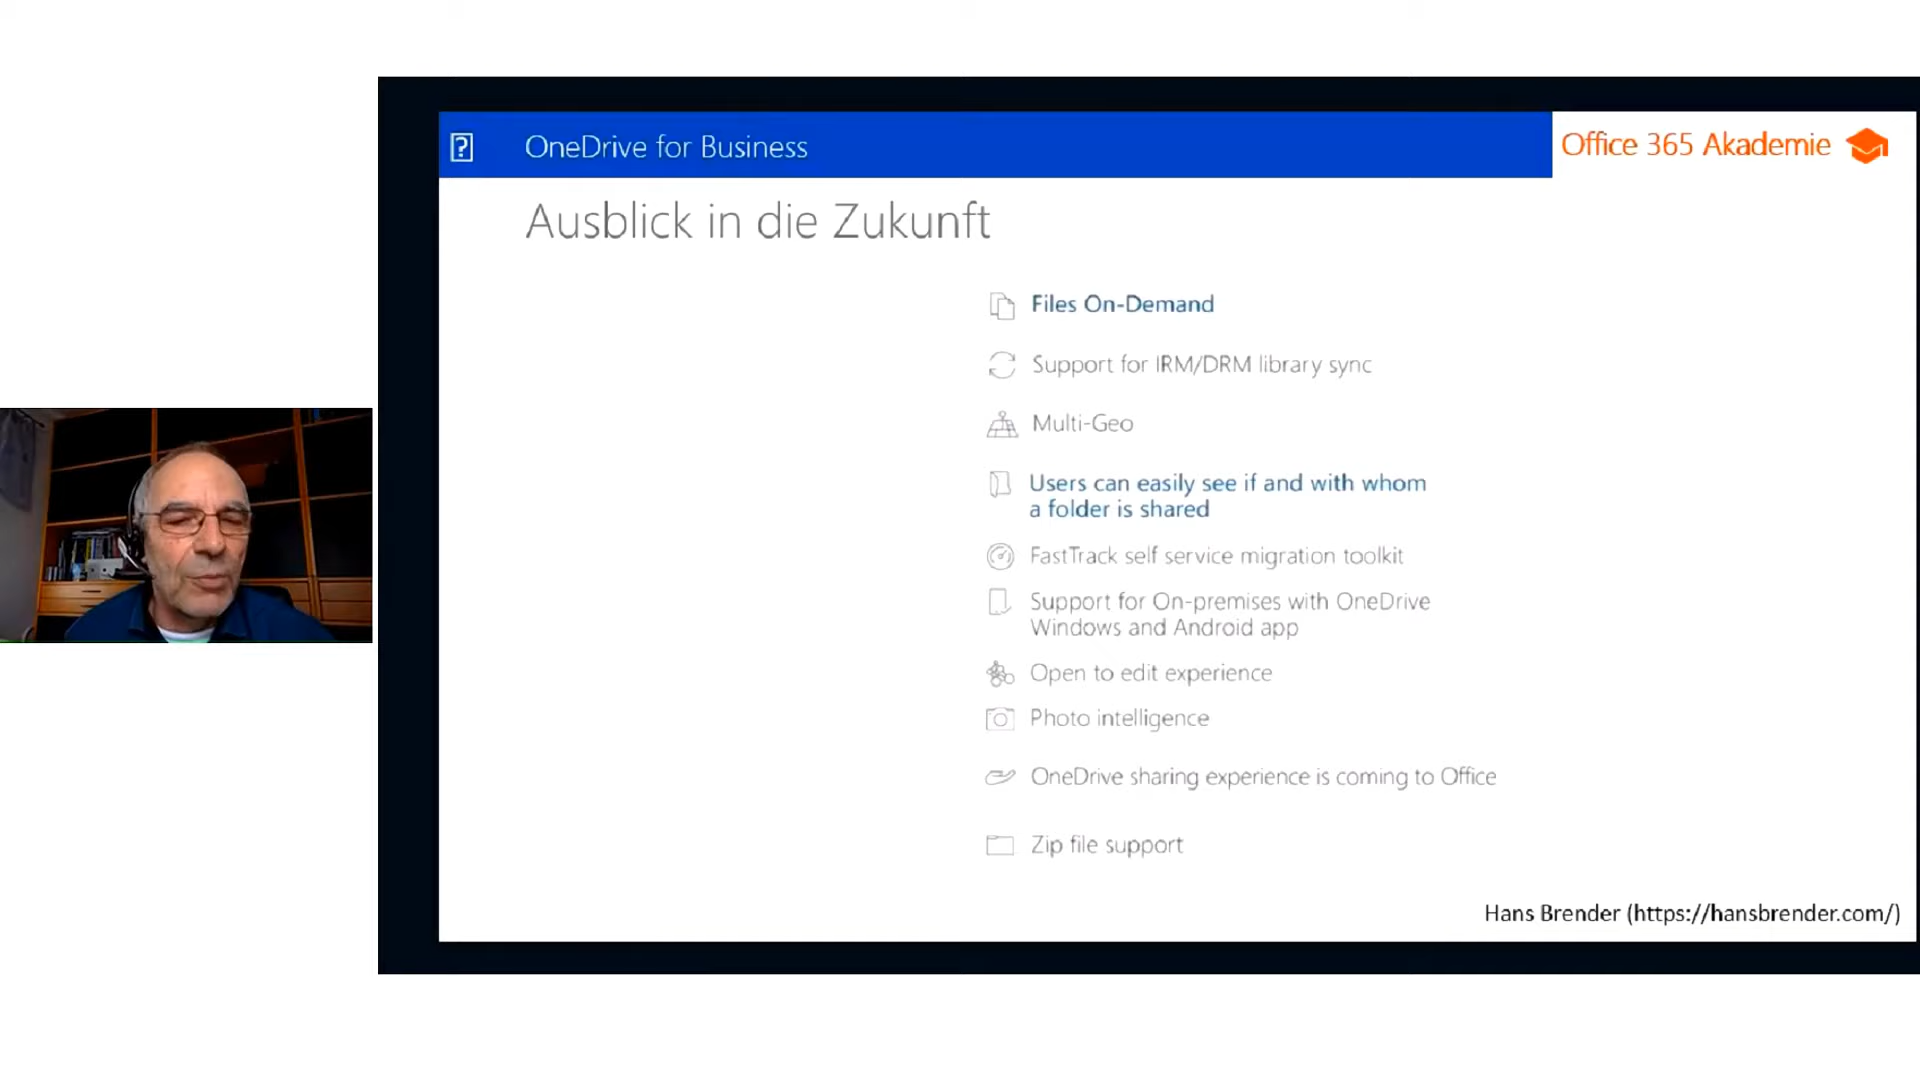 OneDrive for Business
Office 365 Akademie
Ausblick in die Zukunft
Files On-Demand
Support for IRM/DRM library sync
Multi-Geo
Users can easily see if and with whom
a folder is shared
FastTrack self service migration toolkit
Support for On-premises with OneDrive
Windows and Android app
Open to edit experience
Photo intelligence
OneDrive sharing experience is coming to Office
Zip file support
Hans Brender (https://hansbrender.com/)